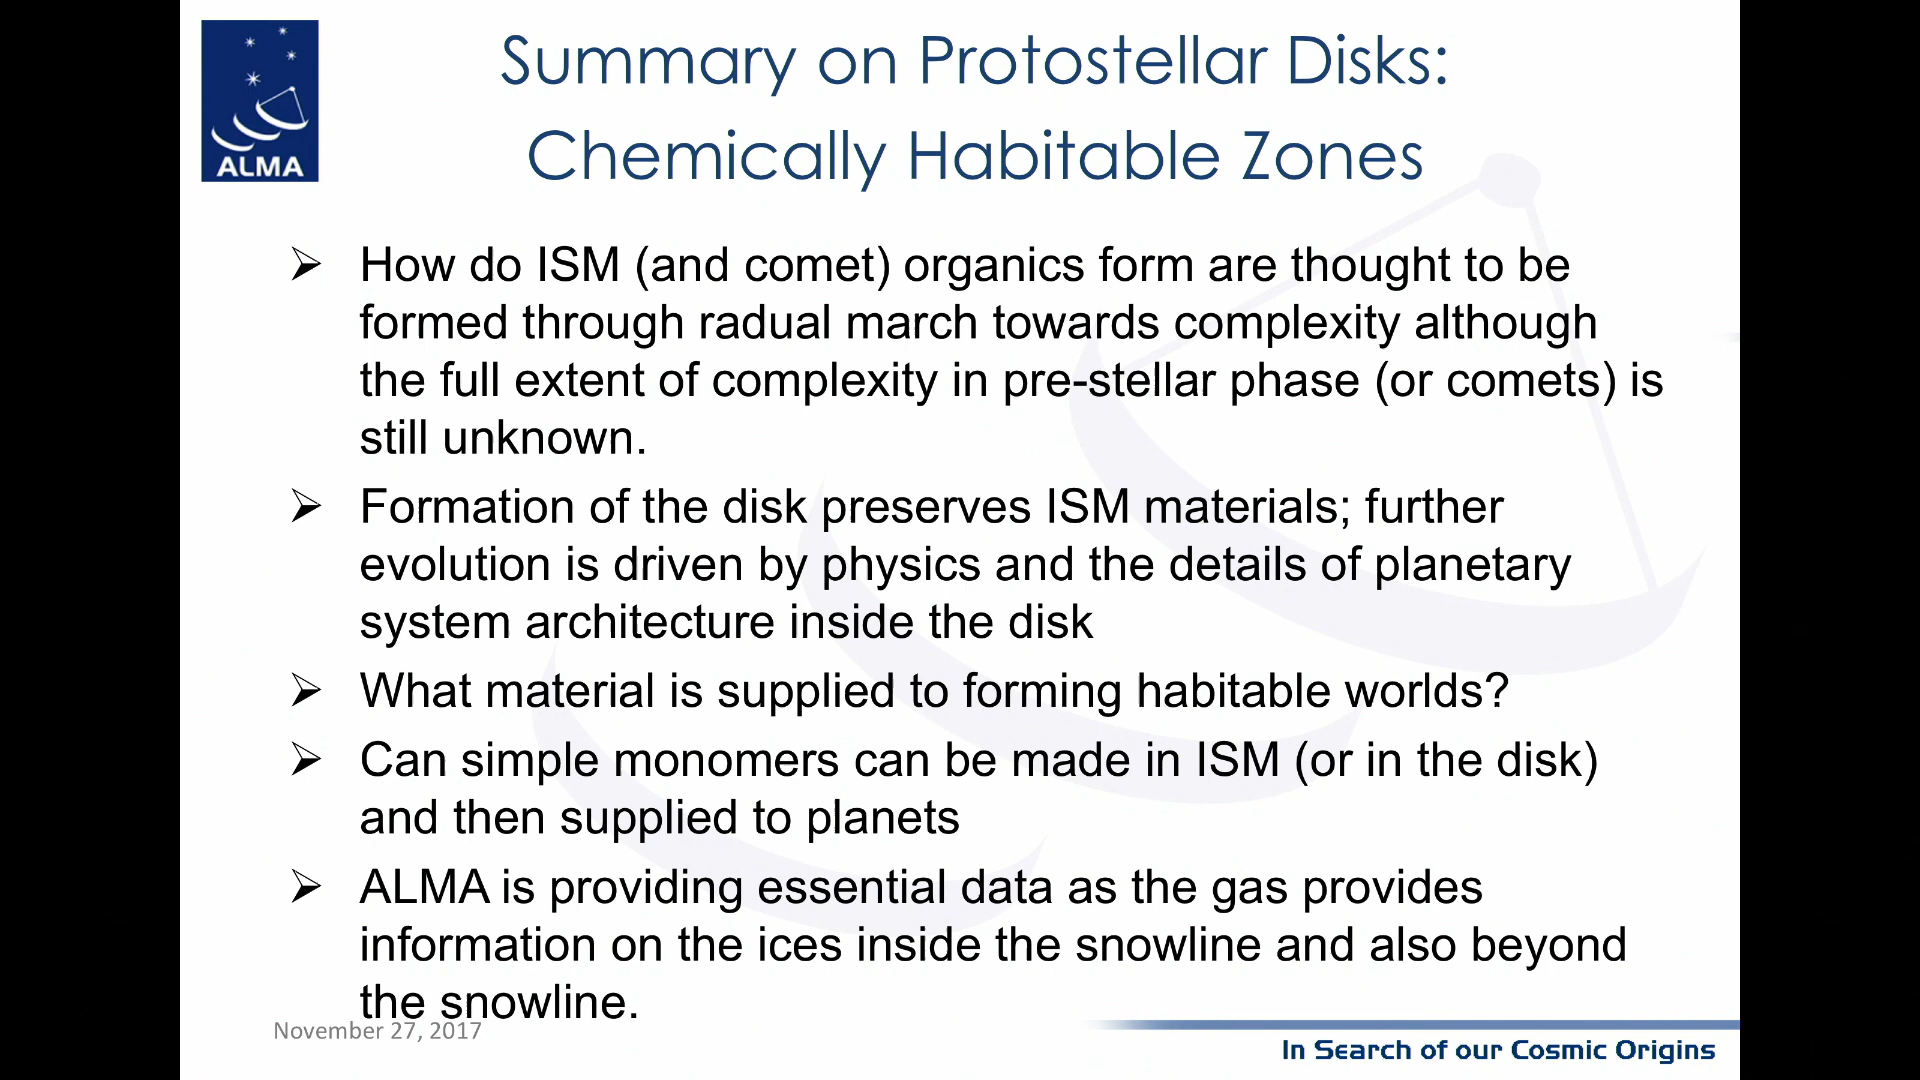 ALMA
Summary on Protostellar Disks:
Chemically Habitable Zones
➢ How do ISM (and comet) organics form are thought to be
formed through radual march towards complexity although
the full extent of complexity in pre-stellar phase (or comets) is
still unknown.
➢ Formation of the disk preserves ISM materials; further
evolution is driven by physics and the details of planetary
system architecture inside the disk
➢ What material is supplied to forming habitable worlds?
➢ Can simple monomers can be made in ISM (or in the disk)
and then supplied to planets
➢ ALMA is providing essential data as the gas provides
information on the ices inside the snowline and also beyond
the snowline.
November 27, 2017
In Search of our Cosmic Origins